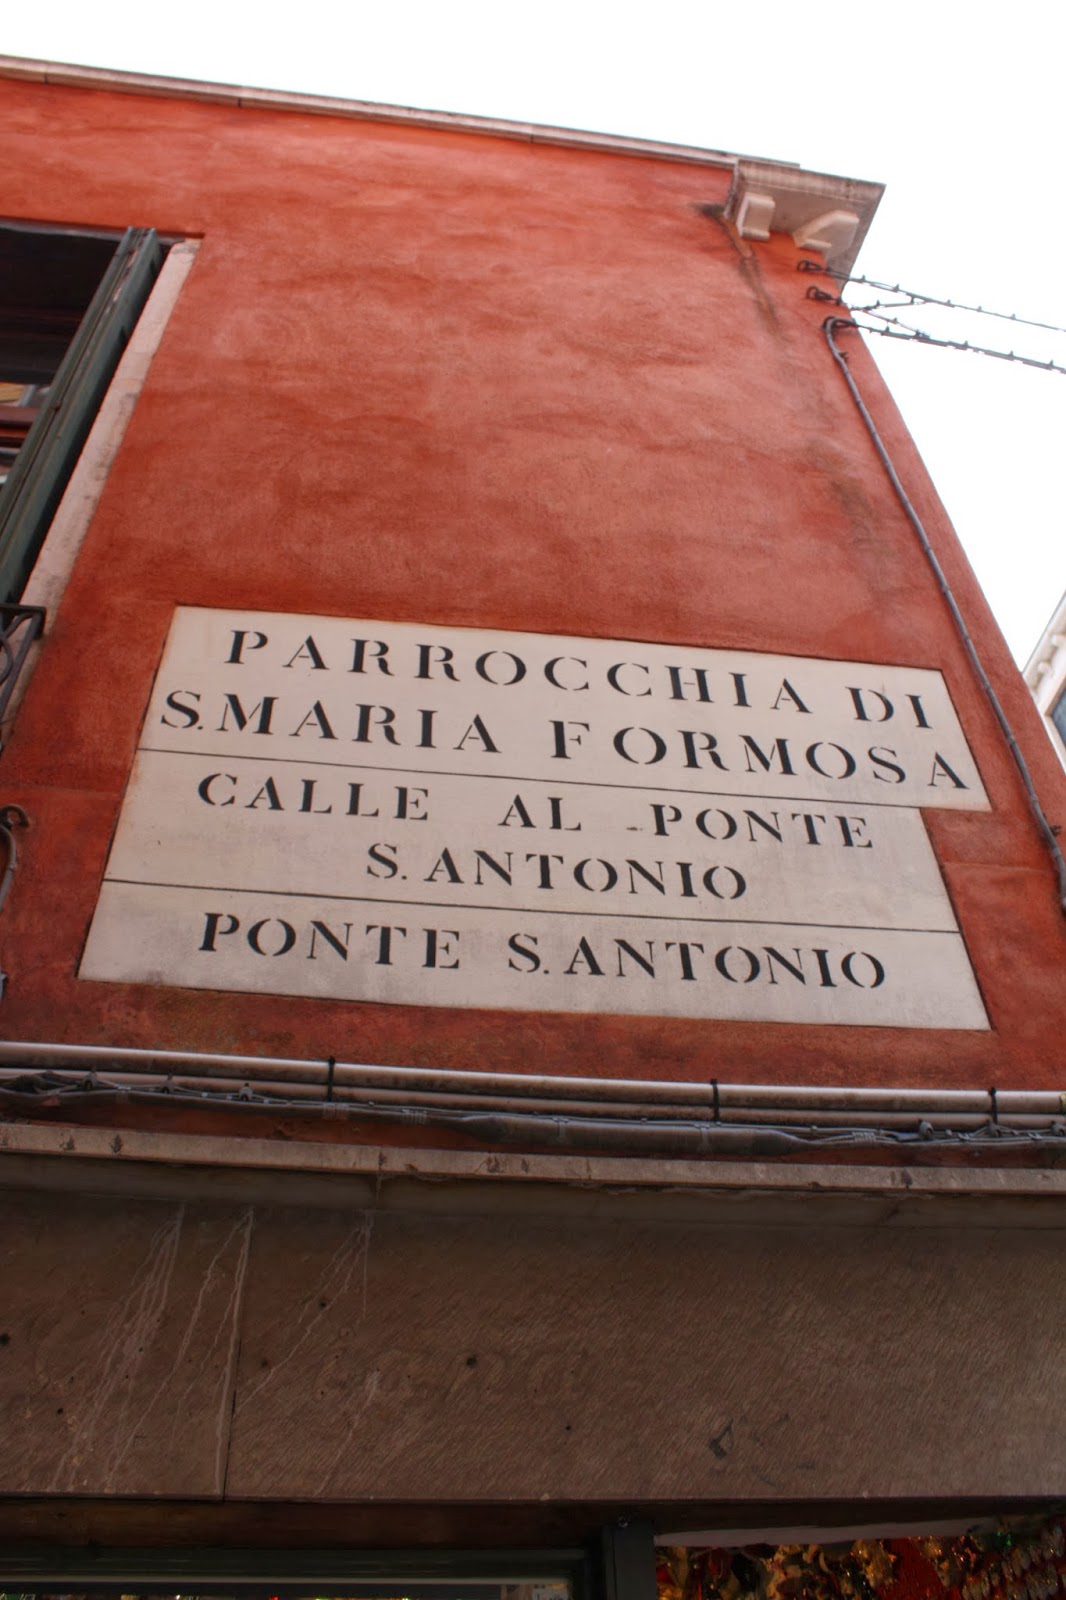 PARROCCHIA DI
S.MARIA FORMOSA
CALLE AL PONTE
S.ANTONIO
PONTE S.ANTONIO